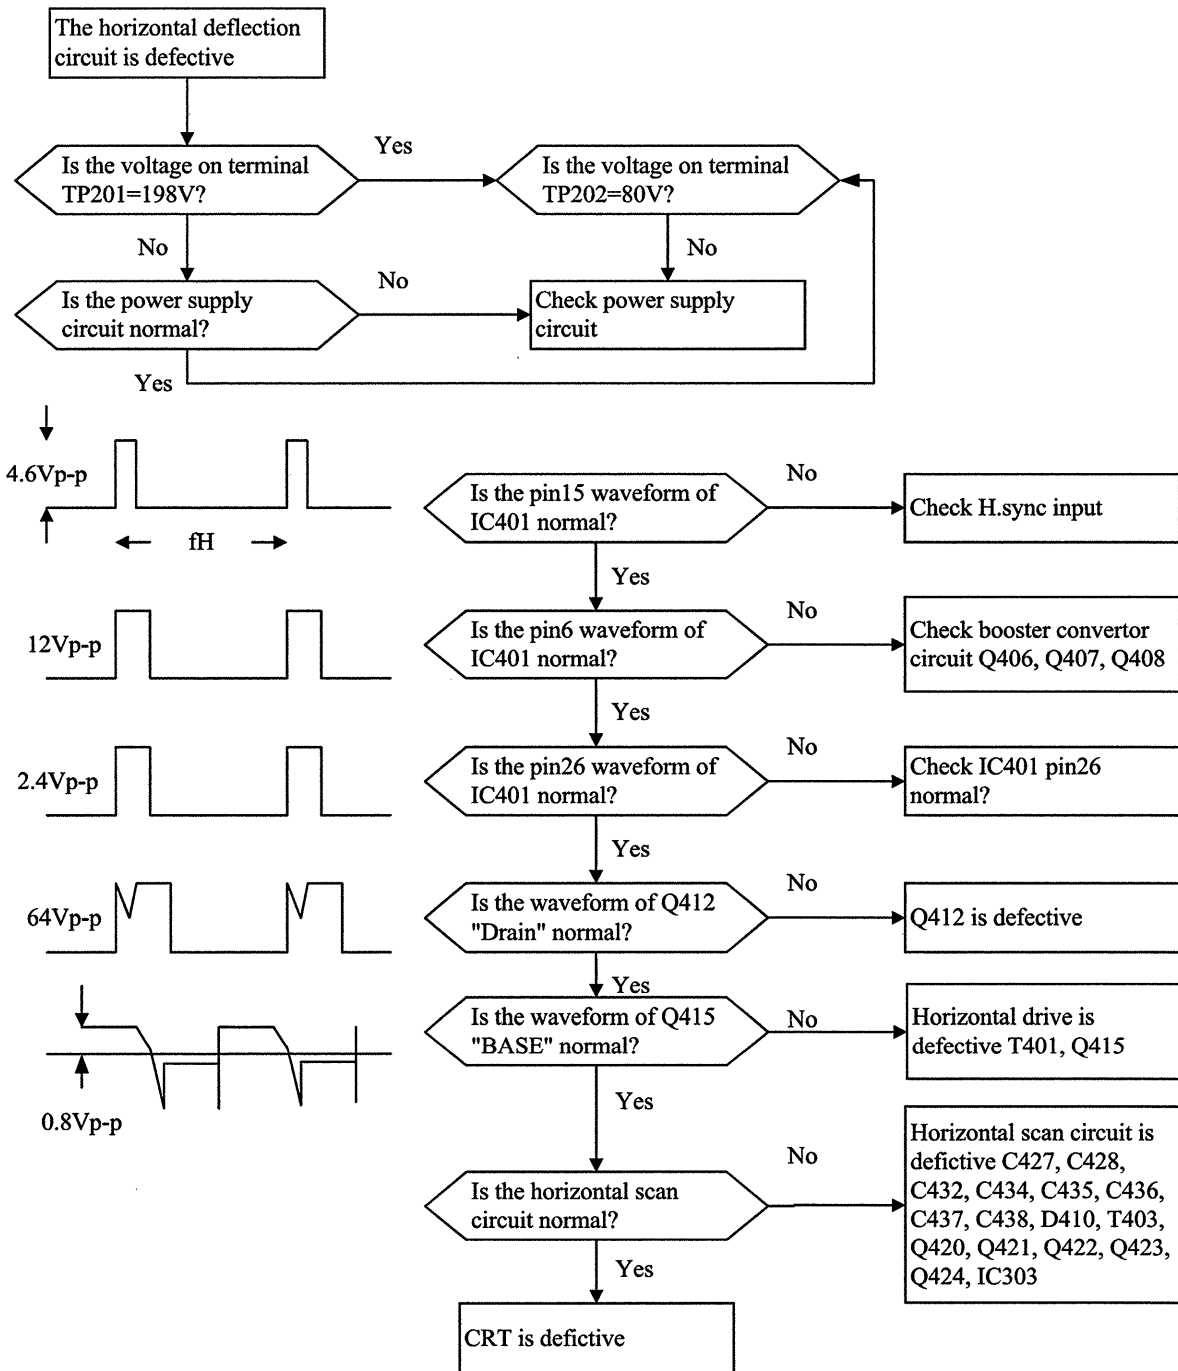 The horizontal deflection
circuit is defective
Is the voltage on terminal
TP201=198V?
Yes
Is the voltage on terminal
TP202=80V?
No
No
Is the power supply
circuit normal?
No
Check power supply
circuit
Yes
4.6Vp-p
fH
Is the pin15 waveform of
IC401 normal?
No
Check H.sync input
Yes
12Vp-p
Is the pin6 waveform of
IC401 normal?
No
Check booster convertor
circuit Q406, Q407, Q408
Yes
2.4Vp-p
Is the pin26 waveform of
IC401 normal?
No
Check IC401 pin26
normal?
Yes
64Vp-p
Is the waveform of Q412
"Drain" normal?
No
Q412 is defective
Yes
0.8Vp-p
Is the waveform of Q415
"BASE" normal?
No
Horizontal drive is
defective T401, Q415
Yes
Is the horizontal scan
circuit normal?
No
Horizontal scan circuit is
defictive C427, C428,
C432, C434, C435, C436,
C437, C438, D410, T403,
Q420, Q421, Q422, Q423,
Q424, IC303
Yes
CRT is defictive